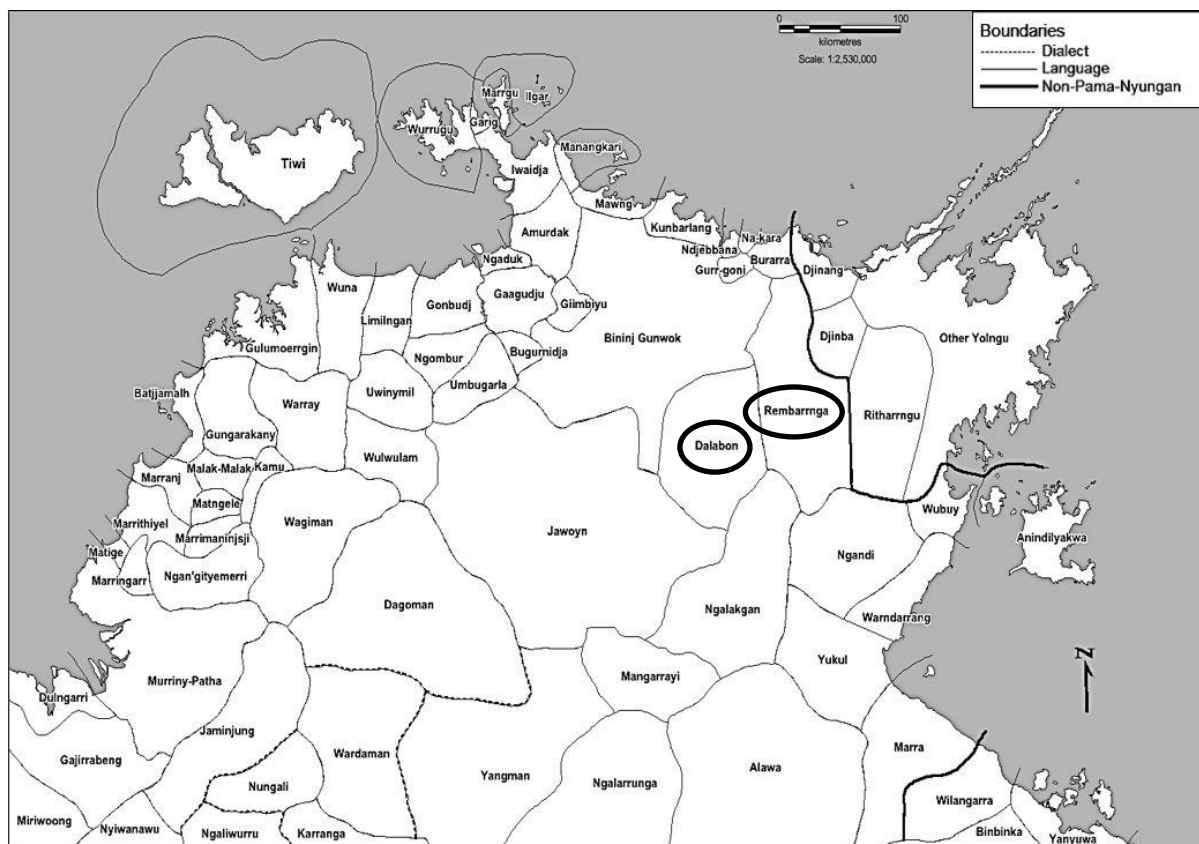 0 100
kilometres
Scale: 1:2,530,000
Boundaries
Dialect
Language
Non-Pama-Nyungan
Marrgu
Ilgar
Wurrugu
Garig
Manangkari
Tiwi
Iwaidja
Mawng
Kunbarlang
Amurdak
Na-kara
Ndjebbana
Burarra
Gurr-goni
Djinang
Ngaduk
Wuna
Gaagudju
Giimbiyu
Gonbudj
Limilngan
Gulumoerrgin
Bininj Gunwok
Djinba
Other Yolngu
Ngombur
Bugurnidja
Umbugarla
Uwinymil
Batjjamalh
Warray
Rembarrnga
Ritharrngu
Gungarakany
Dalabon
Wulwulam
Malak-Malak
Kamu
Marranj
Matngele
Wagiman
Wubuy
Marrithiyel
Marrimaninjsji
Jawoyn
Anindilyakwa
Matige
Marringarr
Ngan'gityemerri
Ngandi
Dagoman
Ngalakgan
Warndarrang
N
Yukul
Mangarrayi
Murriny-Patha
Dulngarri
Jaminjung
Marra
Gajirrabeng
Wardaman
Yangman
Ngalarrunga
Alawa
Nungali
Wilangarra
Miriwoong
Nyiwanawu
Ngaliwurru
Karranga
Binbinka
Yanyuwa